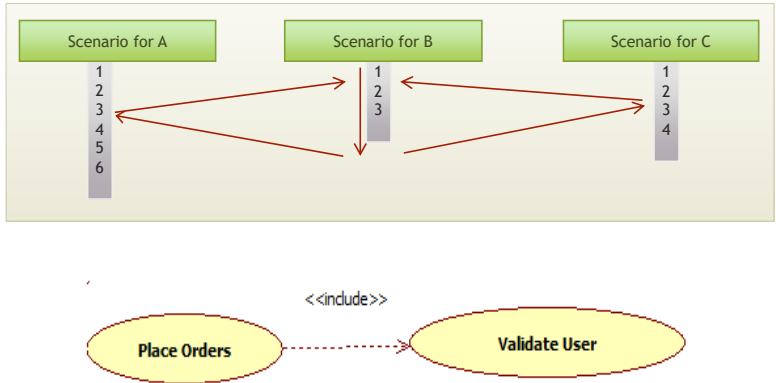 Scenario for A
Scenario for B
Scenario for C
1
2
3
4
5
6
1
2
3
1
2
3
4
<<include>>
Place Orders
Validate User